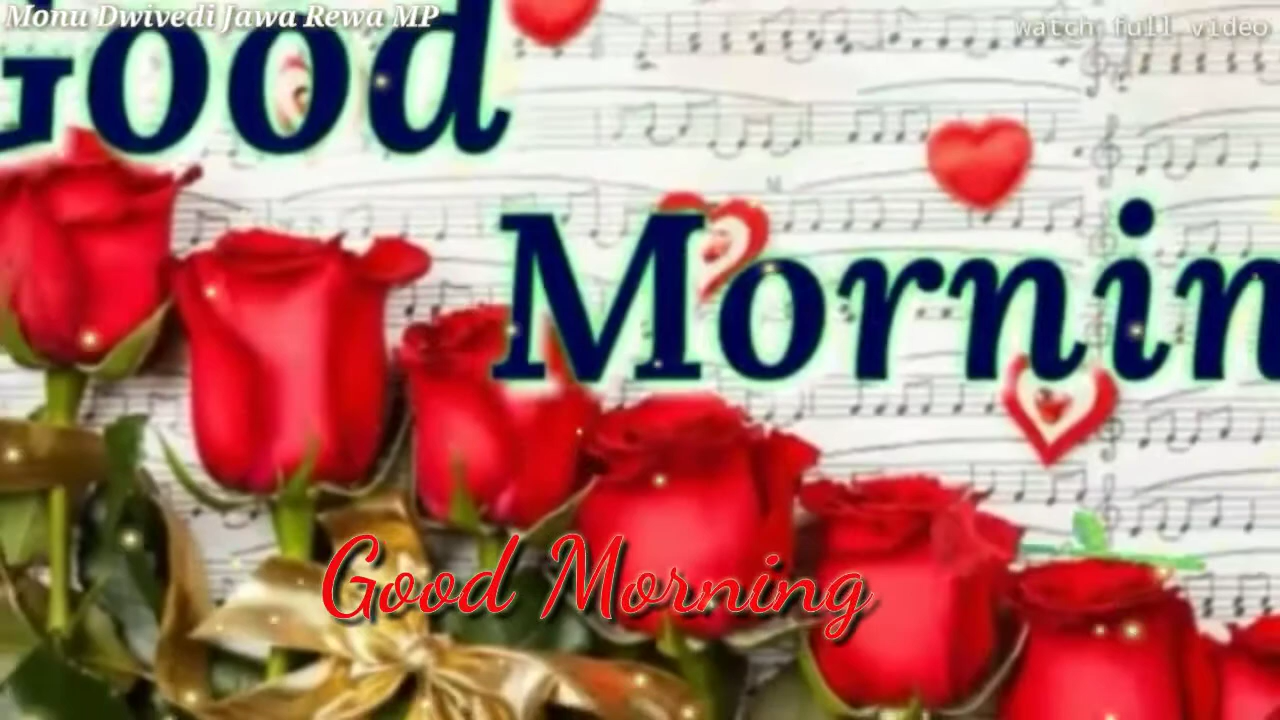 Monu Dwivedi Jawa Rewa MP
watch full video
Good
Mornin
Good Morning